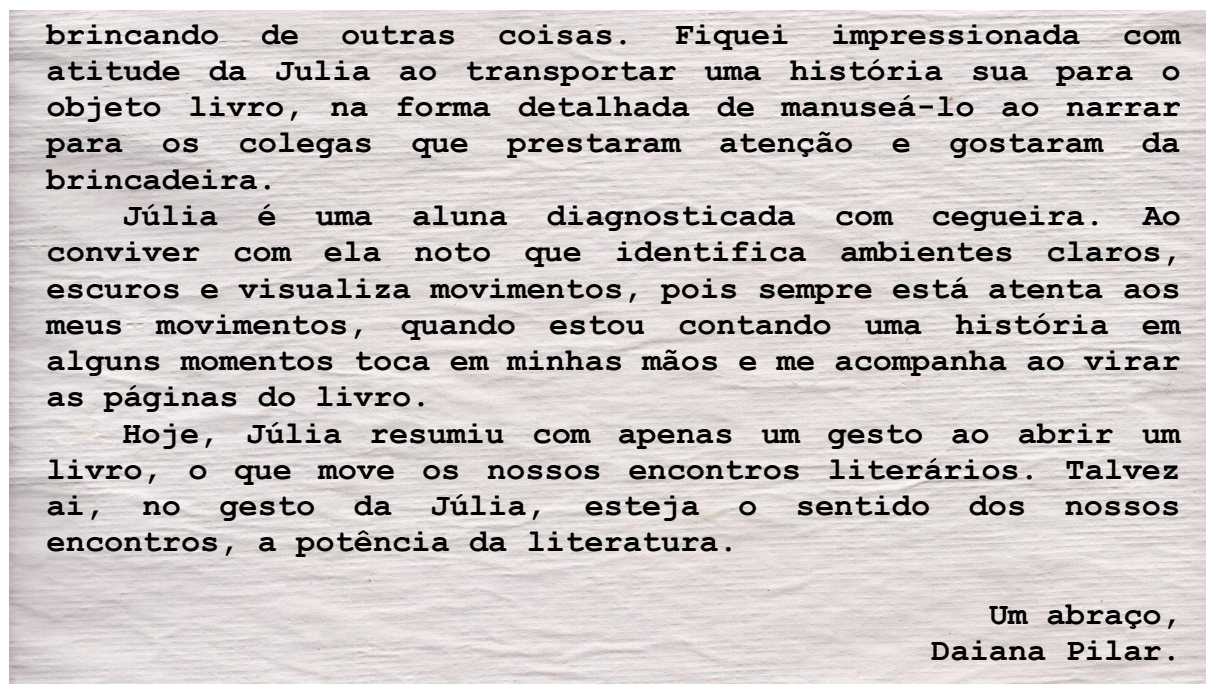 brincando de outras coisas. Fiquei impressionada com
atitude da Julia ao transportar uma história sua para o
objeto livro, na forma detalhada de manuseá-lo ao narrar
para os colegas que prestaram atenção e gostaram da
brincadeira.
Júlia é uma aluna diagnosticada com cegueira. Ao
conviver com ela noto que identifica ambientes claros,
escuros e visualiza movimentos, pois sempre está atenta aos
meus movimentos, quando estou contando uma história em
alguns momentos toca em minhas mãos e me acompanha ao virar
as páginas do livro.
Hoje, Júlia resumiu com apenas um gesto ao abrir um
livro, o que move os nossos encontros literários. Talvez
ai, no gesto da Júlia, esteja o sentido dos nossos
encontros, a potência da literatura.
Um abraço,
Daiana Pilar.